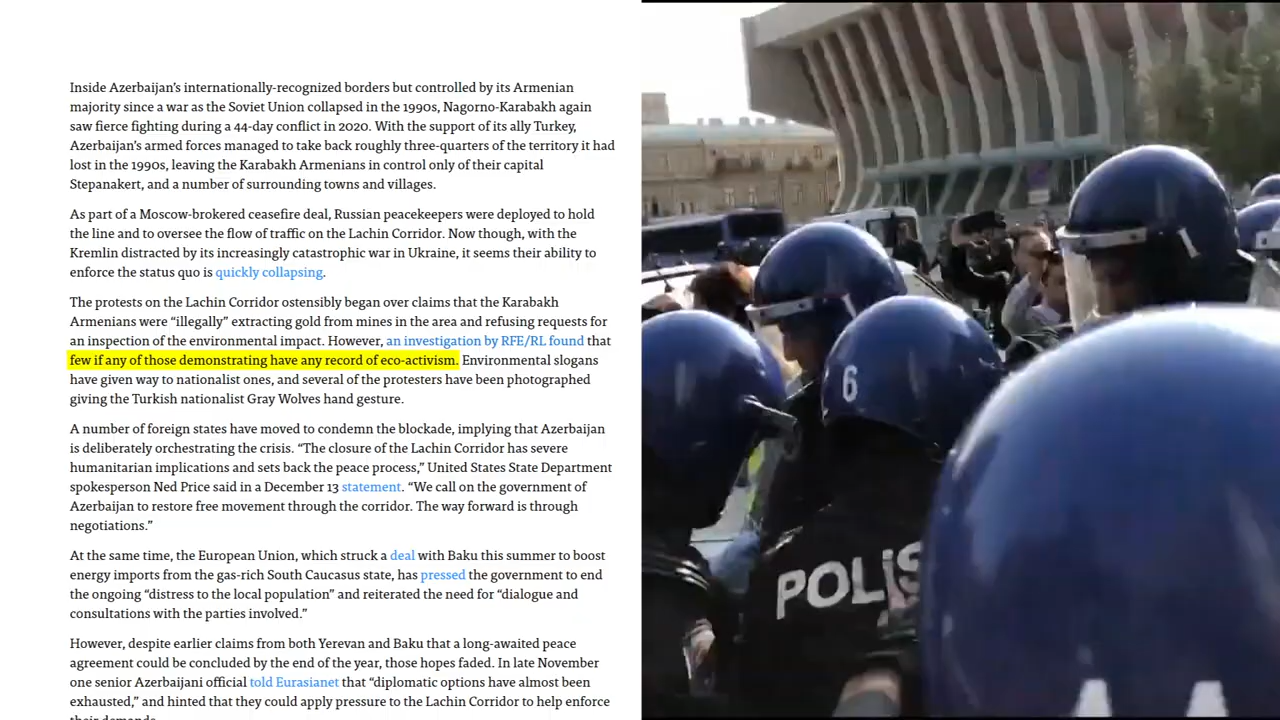 Inside Azerbaijan’s internationally-recognized borders but controlled by its Armenian
majority since a war as the Soviet Union collapsed in the 1990s, Nagorno-Karabakh again
saw fierce fighting during a 44-day conflict in 2020. With the support of its ally Turkey,
Azerbaijan’s armed forces managed to take back roughly three-quarters of the territory it had
lost in the 1990s, leaving the Karabakh Armenians in control only of their capital
Stepanakert, and a number of surrounding towns and villages.
As part of a Moscow-brokered ceasefire deal, Russian peacekeepers were deployed to hold
the line and to oversee the flow of traffic on the Lachin Corridor. Now though, with the
Kremlin distracted by its increasingly catastrophic war in Ukraine, it seems their ability to
enforce the status quo is quickly collapsing.
The protests on the Lachin Corridor ostensibly began over claims that the Karabakh
Armenians were “illegally” extracting gold from mines in the area and refusing requests for
an inspection of the environmental impact. However, an investigation by RFE/RL found that
few if any of those demonstrating have any record of eco-activism. Environmental slogans
have given way to nationalist ones, and several of the protesters have been photographed
giving the Turkish nationalist Gray Wolves hand gesture.
A number of foreign states have moved to condemn the blockade, implying that Azerbaijan
is deliberately orchestrating the crisis. “The closure of the Lachin Corridor has severe
humanitarian implications and sets back the peace process,” United States State Department
spokesperson Ned Price said in a December 13 statement. “We call on the government of
Azerbaijan to restore free movement through the corridor. The way forward is through
negotiations.”
At the same time, the European Union, which struck a deal with Baku this summer to boost
energy imports from the gas-rich South Caucasus state, has pressed the government to end
the ongoing “distress to the local population” and reiterated the need for “dialogue and
consultations with the parties involved.”
However, despite earlier claims from both Yerevan and Baku that a long-awaited peace
agreement could be concluded by the end of the year, those hopes faded. In late November
one senior Azerbaijani official told Eurasianet that “diplomatic options have almost been
exhausted,” and hinted that they could apply pressure to the Lachin Corridor to help enforce
their demands.
6
POLİS